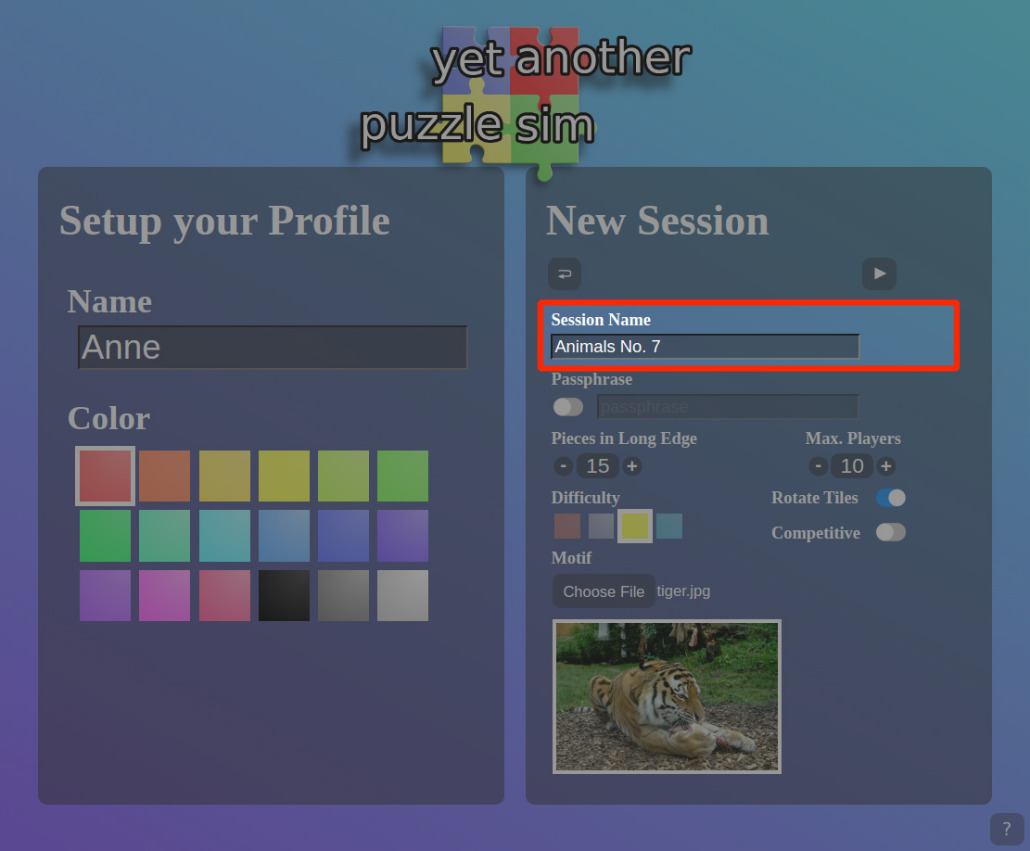 yet another
puzzle sim
Setup your Profile
Name
Anne
Color
New Session
Session Name
Animals No. 7
Passphrase
passphrase
Pieces in Long Edge
- 15 +
Max. Players
- 10 +
Difficulty
Rotate Tiles
Competitive
Motif
Choose File tiger.jpg
?